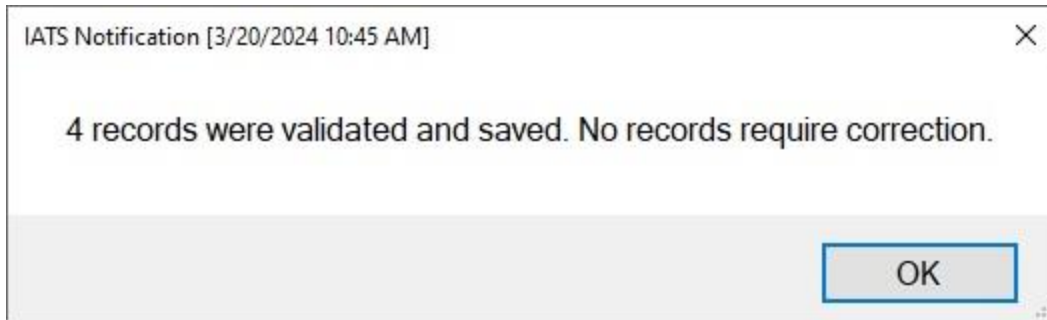 IATS Notification [3/20/2024 10:45 AM]
4 records were validated and saved. No records require correction.
OK